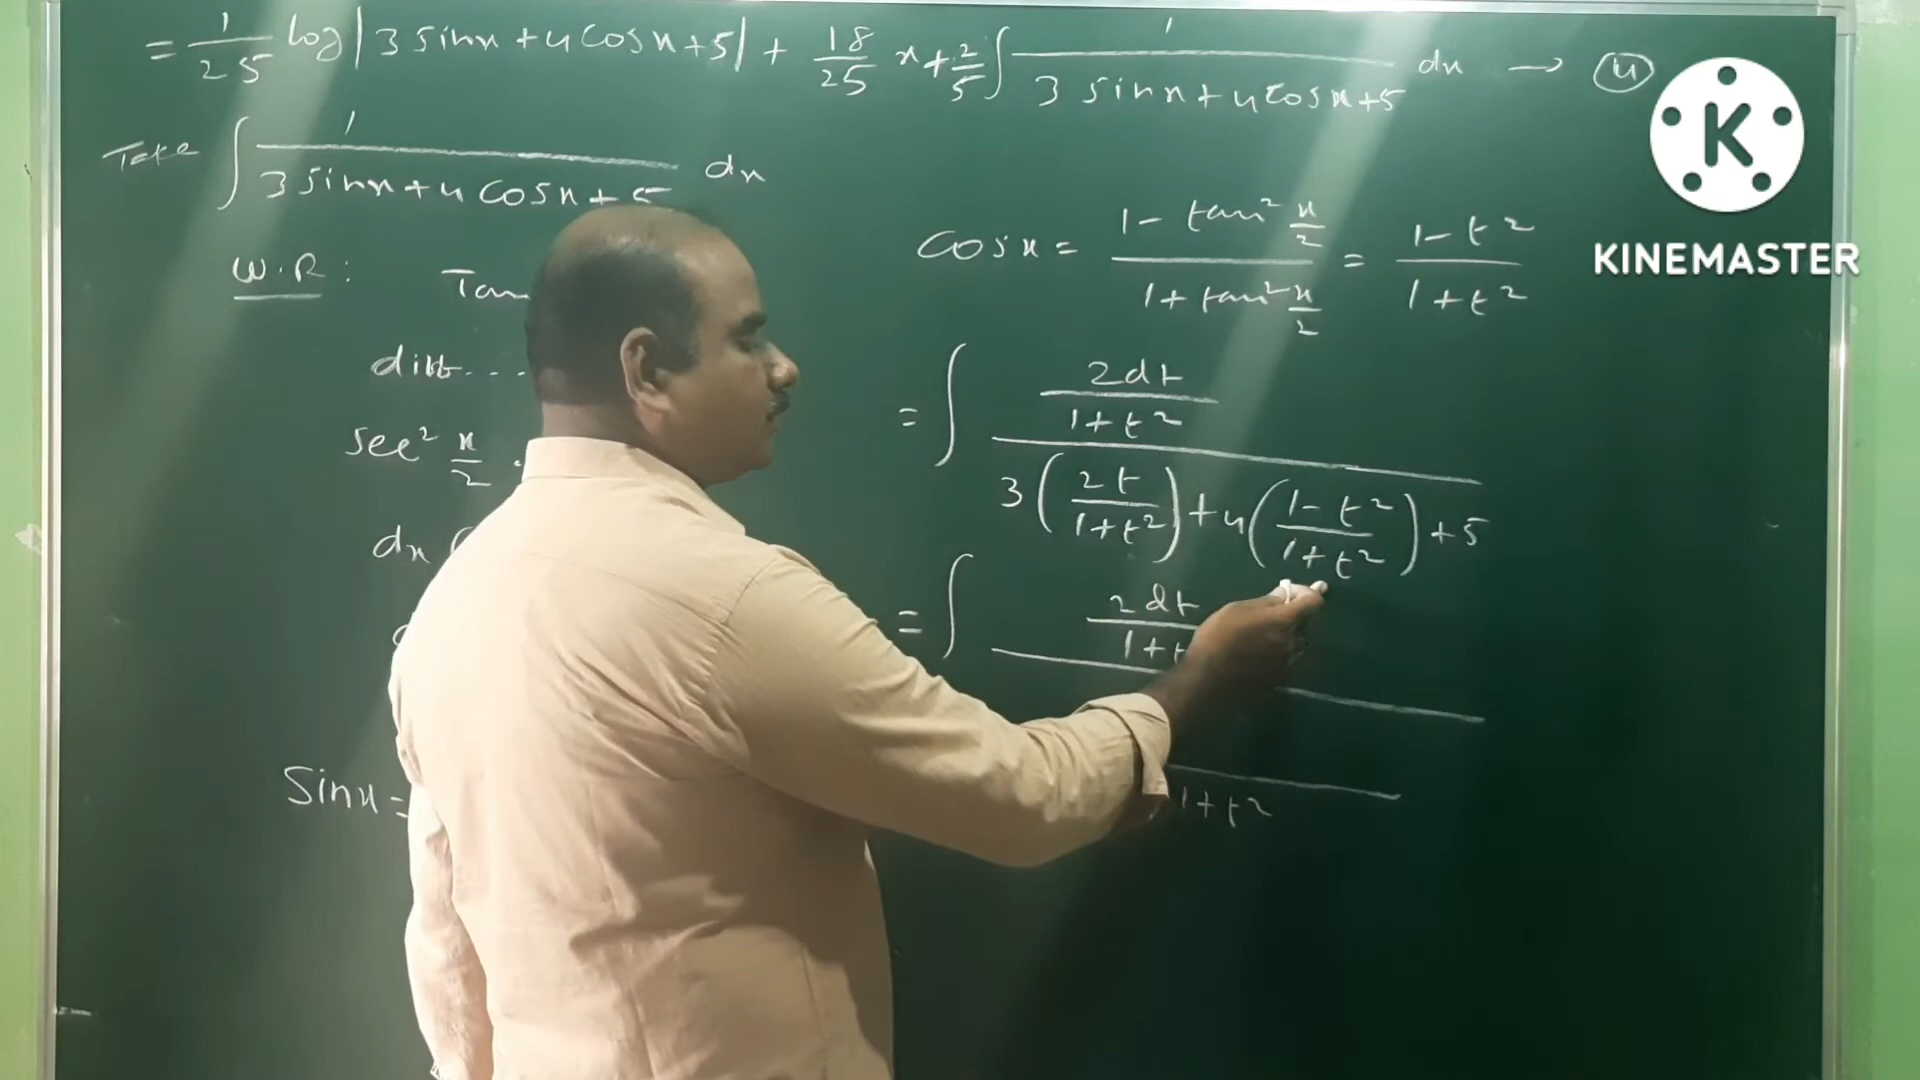 = 1/25 log|3 sinx + 4 cosx + 5| + 18/25 x + 2/5 ∫ 1/(3 sinx + 4 cosx + 5) dx → (4)
Take ∫ 1/(3 sinx + 4 cosx + 5) dx
W.R: Tan
cosx = (1 - tan² x/2)/(1 + tan² x/2) = (1 - t²)/(1 + t²)
diff...
sec² x/2 .
dx
= ∫ (2dt/(1+t²))/(3(2t/(1+t²)) + 4((1-t²)/(1+t²)) + 5)
= ∫ 2dt/1+t
1+t²
Sinx =
K
KINEMASTER